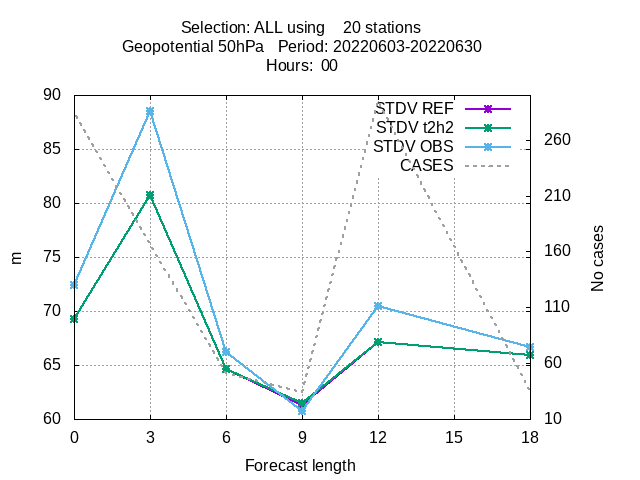 Selection: ALL using    20 stations
Geopotential 50hPa   Period: 20220603-20220630
Hours:  00
90
85
80
75
70
65
60
m
STDV REF
STDV t2h2
STDV OBS
CASES
260
210
160
110
60
10
No cases
0 3 6 9 12 15 18
Forecast length